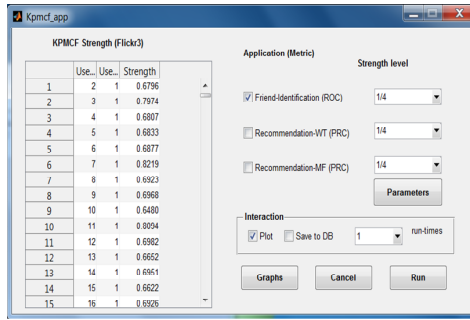 Kpmcf_app
KPMCF Strength (Flickr3)
Use... Use... Strength
1 2 1 0.6796
2 3 1 0.7974
3 4 1 0.6807
4 5 1 0.6833
5 6 1 0.6877
6 7 1 0.8219
7 8 1 0.6923
8 9 1 0.6968
9 10 1 0.6480
10 11 1 0.8094
11 12 1 0.6982
12 13 1 0.6652
13 14 1 0.6961
14 15 1 0.6622
15 16 1 0.6926
Application (Metric)
Strength level
Friend-Identification (ROC) 1/4
Recommendation-WT (PRC) 1/4
Recommendation-MF (PRC) 1/4
Parameters
Interaction
Plot Save to DB 1 run-times
Graphs Cancel Run